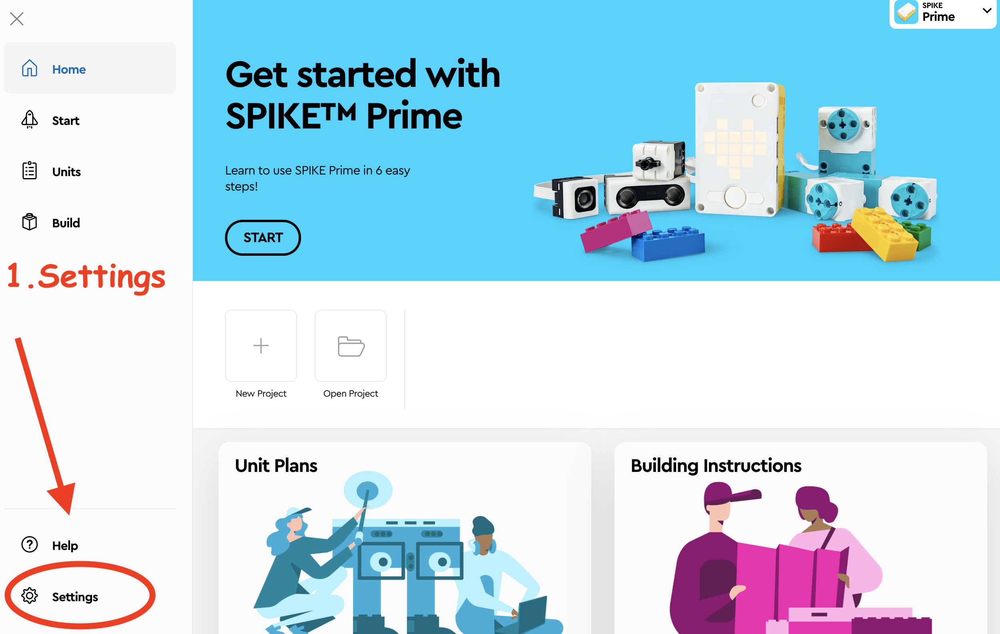 Home
Start
Units
Build
1.Settings
Help
Settings
SPIKE
Prime
Get started with
SPIKE™ Prime
Learn to use SPIKE Prime in 6 easy
steps!
START
New Project
Open Project
Unit Plans
Building Instructions